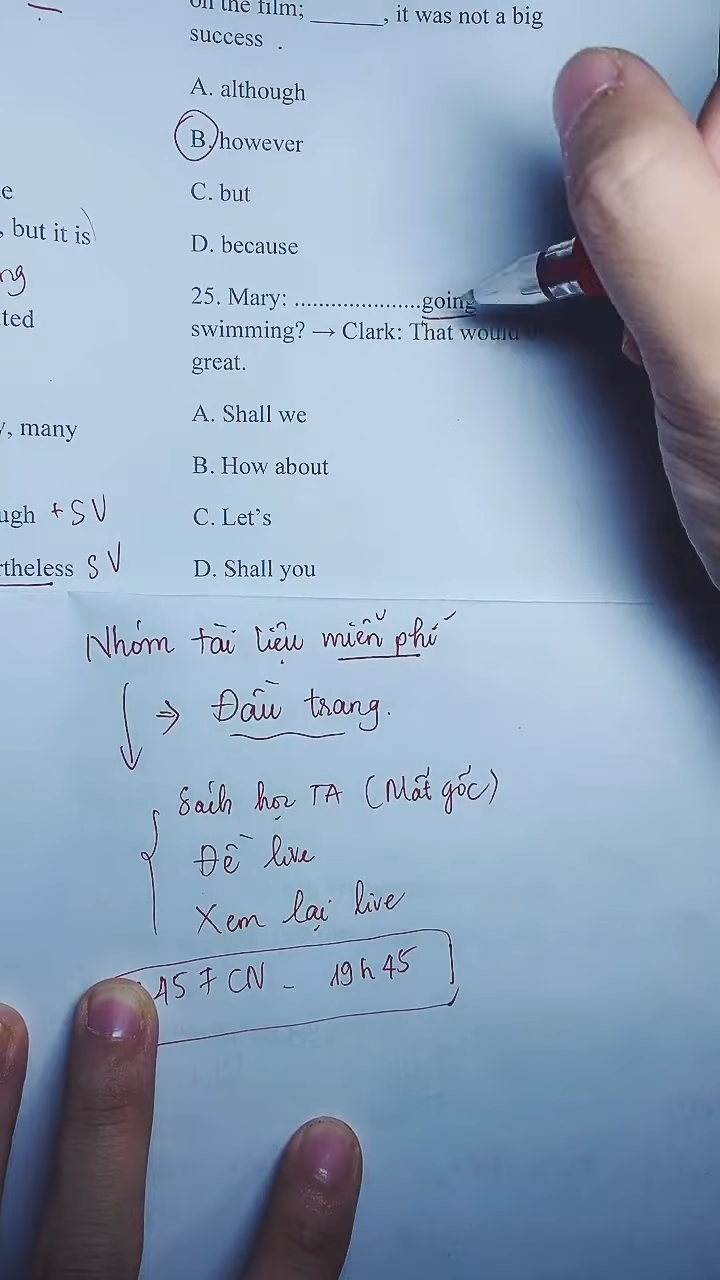 on the film; ______, it was not a big
success .
A. although
B. however
C. but
D. because
25. Mary: .....................going
swimming? → Clark: That would
great.
A. Shall we
B. How about
C. Let's
D. Shall you
e
, but it is
ng
ted
y, many
ugh + S V
rtheless S V
Nhóm tài liệu miễn phí
⇒ Đầu trang.
Sách học TA (Mất gốc)
Đề live
Xem lại live
45 7 CN - 19h45